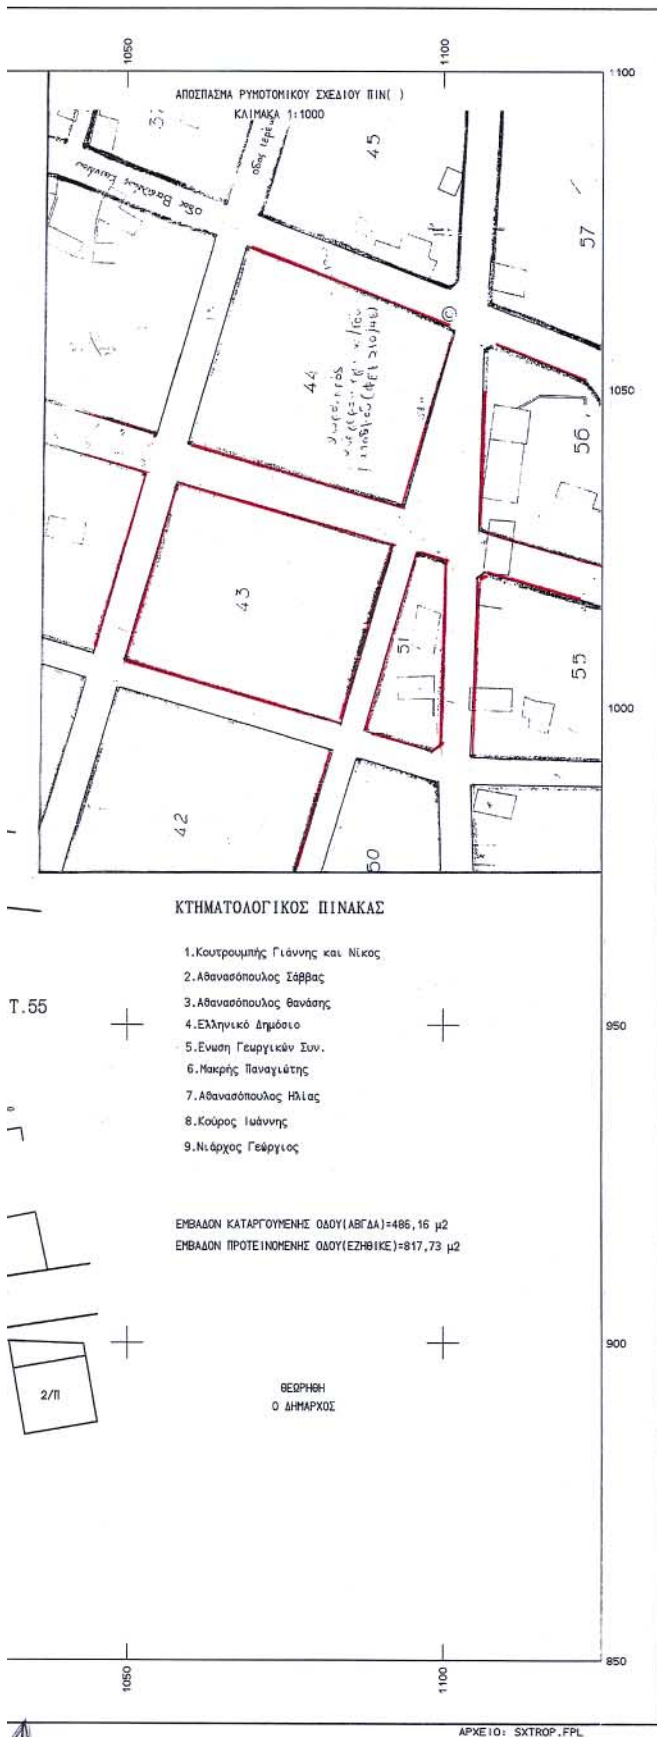 1050
1100
1100
ΑΠΟΣΠΑΣΜΑ ΡΥΜΟΤΟΜΙΚΟΥ ΣΧΕΔΙΟΥ ΠΙΝ( )
ΚΛΙΜΑΚΑ 1:1000
37
45
57
οδος
οδος
44
1050
56
43
51
55
1000
42
50
ΚΤΗΜΑΤΟΛΟΓΙΚΟΣ ΠΙΝΑΚΑΣ
1.Κουτρουμπής Γιάννης και Νίκος
2.Αθανασόπουλος Σάββας
3.Αθανασόπουλος θανάσης
4.Ελληνικό Δημόσιο
5.Ενωση Γεωργικών Συν.
6.Μακρής Παναγιώτης
7.Αθανασόπουλος Ηλίας
8.Κούρος Ιωάννης
9.Νιάρχος Γεώργιος
Τ.55
950
ΕΜΒΑΔΟΝ ΚΑΤΑΡΓΟΥΜΕΝΗΣ ΟΔΟΥ(ΑΒΓΔΑ)=486,16 μ2
ΕΜΒΑΔΟΝ ΠΡΟΤΕΙΝΟΜΕΝΗΣ ΟΔΟΥ(ΕΖΗΘΙΚΕ)=817,73 μ2
900
2/Π
ΘΕΩΡΗΘΗ
Ο ΔΗΜΑΡΧΟΣ
850
1050
1100
ΑΡΧΕΙΟ: SXTROP.FPL